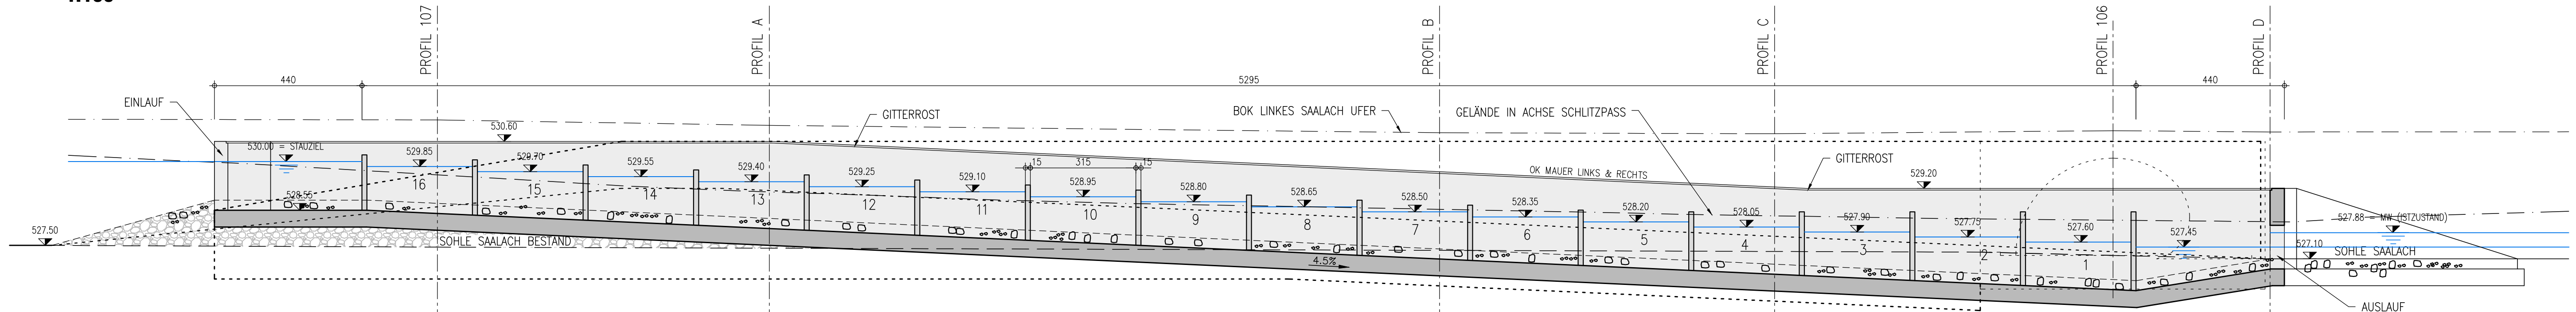 PROFIL 107
PROFIL A
PROFIL B
PROFIL C
PROFIL 106
PROFIL D
440
5295
440
EINLAUF
GITTERROST
BOK LINKES SAALACH UFER
GELÄNDE IN ACHSE SCHLITZPASS
530.60
530.00 = STAUZIEL
529.85
529.70
529.55
529.40
529.25
529.10
15
315
15
528.95
528.80
528.65
528.50
528.35
528.20
528.05
527.90
527.75
527.60
527.45
OK MAUER LINKS & RECHTS
GITTERROST
529.20
527.88 = MW (ISTZUSTAND)
16
15
14
13
12
11
10
9
8
7
6
5
4
3
2
1
528.55
527.50
SOHLE SAALACH BESTAND
4.5%
527.10
SOHLE SAALACH
AUSLAUF